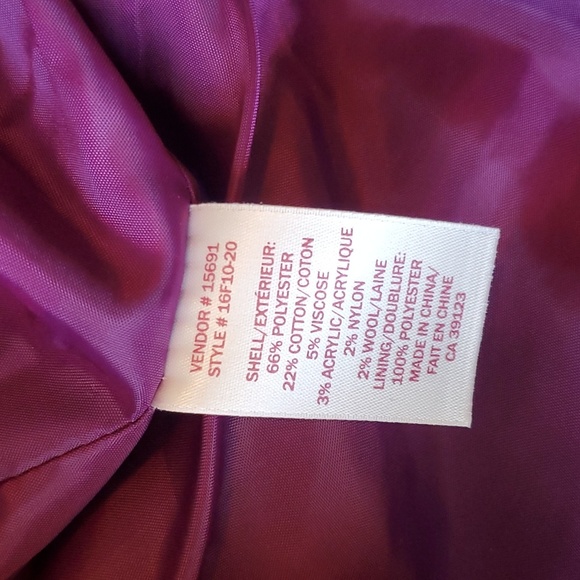 VENDOR # 15691
STYLE # 16F10-20
SHELL/EXTÉRIEUR:
66% POLYESTER
22% COTTON/COTON
5% VISCOSE
3% ACRYLIC/ACRYLIQUE
2% NYLON
2% WOOL/LAINE
LINING/DOUBLURE:
100% POLYESTER
MADE IN CHINA/
FAIT EN CHINE
CA 39123